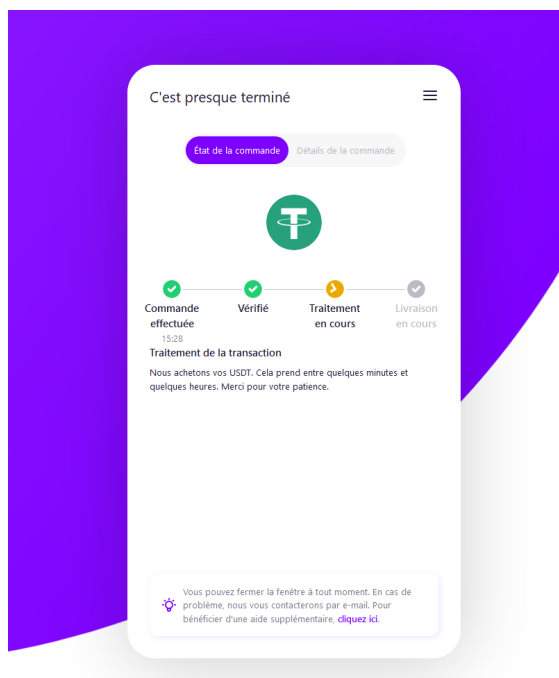 C'est presque terminé
État de la commande
Détails de la commande
Commande
effectuée
15:28
Vérifié
Traitement
en cours
Livraison
en cours
Traitement de la transaction
Nous achetons vos USDT. Cela prend entre quelques minutes et
quelques heures. Merci pour votre patience.
Vous pouvez fermer la fenêtre à tout moment. En cas de
problème, nous vous contacterons par e-mail. Pour
bénéficier d'une aide supplémentaire, cliquez ici.